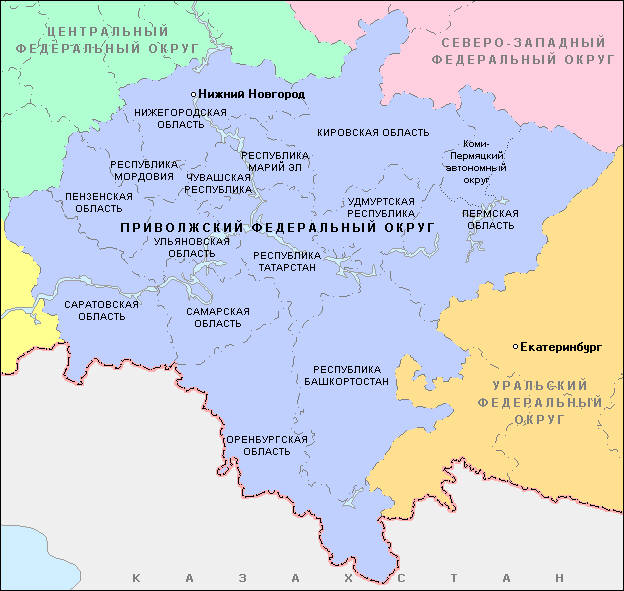 ЦЕНТРАЛЬНЫЙ
ФЕДЕРАЛЬНЫЙ ОКРУГ
СЕВЕРО-ЗАПАДНЫЙ
ФЕДЕРАЛЬНЫЙ ОКРУГ
Нижний Новгород
НИЖЕГОРОДСКАЯ
ОБЛАСТЬ
КИРОВСКАЯ ОБЛАСТЬ
Коми-
Пермяцкий
автономный
округ
РЕСПУБЛИКА
МОРДОВИЯ
ЧУВАШСКАЯ
РЕСПУБЛИКА
РЕСПУБЛИКА
МАРИЙ ЭЛ
ПЕНЗЕНСКАЯ
ОБЛАСТЬ
УДМУРТСКАЯ
РЕСПУБЛИКА
ПЕРМСКАЯ
ОБЛАСТЬ
ПРИВОЛЖСКИЙ ФЕДЕРАЛЬНЫЙ ОКРУГ
УЛЬЯНОВСКАЯ
ОБЛАСТЬ
РЕСПУБЛИКА
ТАТАРСТАН
САРАТОВСКАЯ
ОБЛАСТЬ
САМАРСКАЯ
ОБЛАСТЬ
Екатеринбург
РЕСПУБЛИКА
БАШКОРТОСТАН
УРАЛЬСКИЙ
ФЕДЕРАЛЬНЫЙ
ОКРУГ
ОРЕНБУРГСКАЯ
ОБЛАСТЬ
КАЗАХСТАН